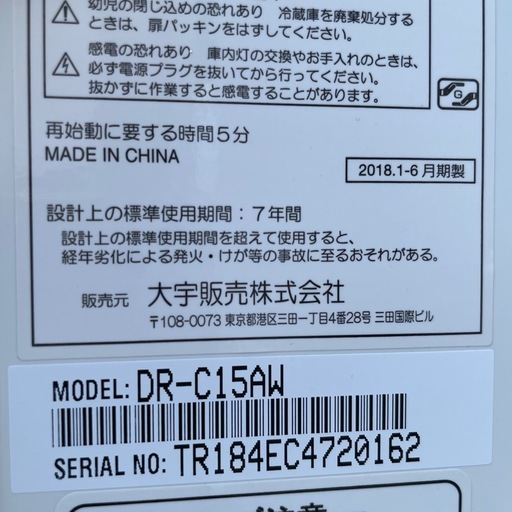 幼児の閉じ込めの恐れあり 冷蔵庫を廃棄処分する
ときは、扉パッキンをはずしてください。
感電の恐れあり 庫内灯の交換やお手入れのときは、
必ず電源プラグを抜いてから行ってください。
抜かずに作業すると感電することがあります。
G
再始動に要する時間5分
MADE IN CHINA
2018.1-6月期製
設計上の標準使用期間：7年間
設計上の標準使用期間を超えて使用すると、
経年劣化による発火・けが等の事故に至るおそれがある。
販売元 大宇販売株式会社
〒108-0073 東京都港区三田一丁目4番28号 三田国際ビル
MODEL: DR-C15AW
SERIAL NO: TR184EC4720162
注意